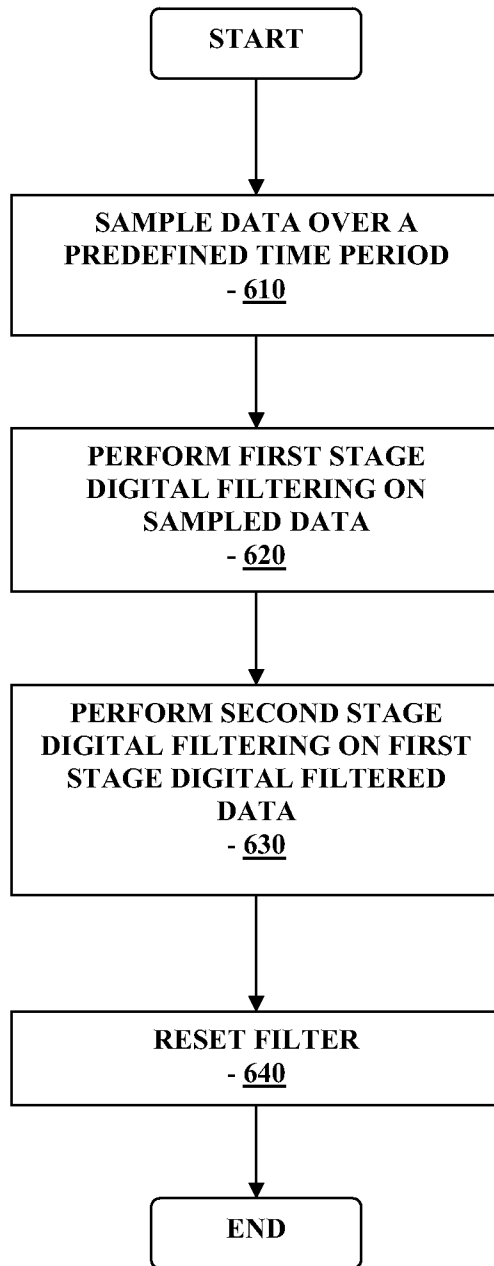 START
SAMPLE DATA OVER A
PREDEFINED TIME PERIOD
- 610
PERFORM FIRST STAGE
DIGITAL FILTERING ON
SAMPLED DATA
- 620
PERFORM SECOND STAGE
DIGITAL FILTERING ON FIRST
STAGE DIGITAL FILTERED
DATA
- 630
RESET FILTER
- 640
END